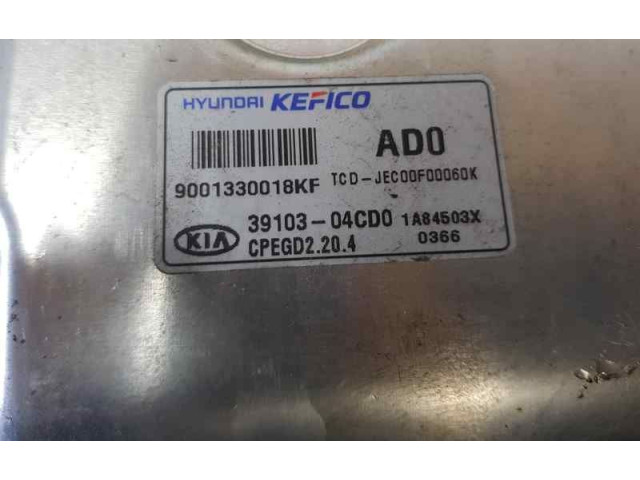 HYUNDAI KEFICO
AD0
9001330018KF TCD-JEC00F00060K
KIA 39103-04CD0 1A84503X
CPEGD2.20.4 0366